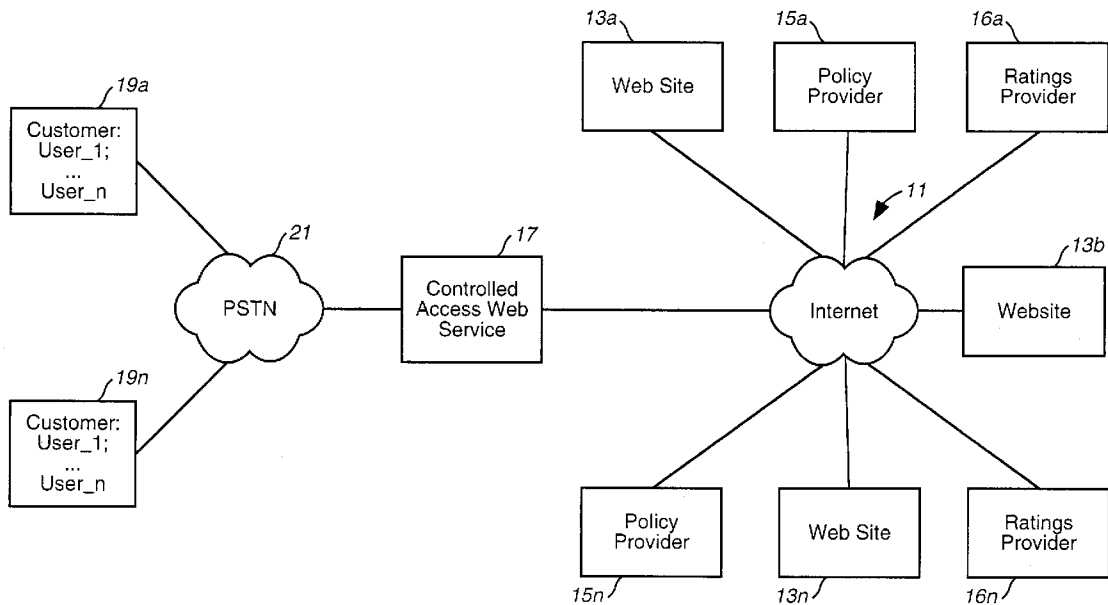 13a
15a
16a
Web Site
Policy
Provider
Ratings
Provider
19a
Customer:
User_1;
...
User_n
11
21
17
13b
PSTN
Controlled
Access Web
Service
Internet
Website
19n
Customer:
User_1;
...
User_n
Policy
Provider
Web Site
Ratings
Provider
15n
13n
16n